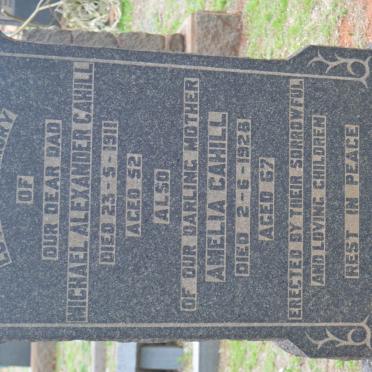 OF
OUR DEAR DAD
MICHAEL ALEXANDER CAHILL
DIED 23-5-1918
AGED 52
ALSO
OF OUR DARLING MOTHER
AMELIA CAHILL
DIED 2-6-1928
AGED 67
ERECTED BY THEIR SORROWFUL
AND LOVING CHILDREN
REST IN PEACE